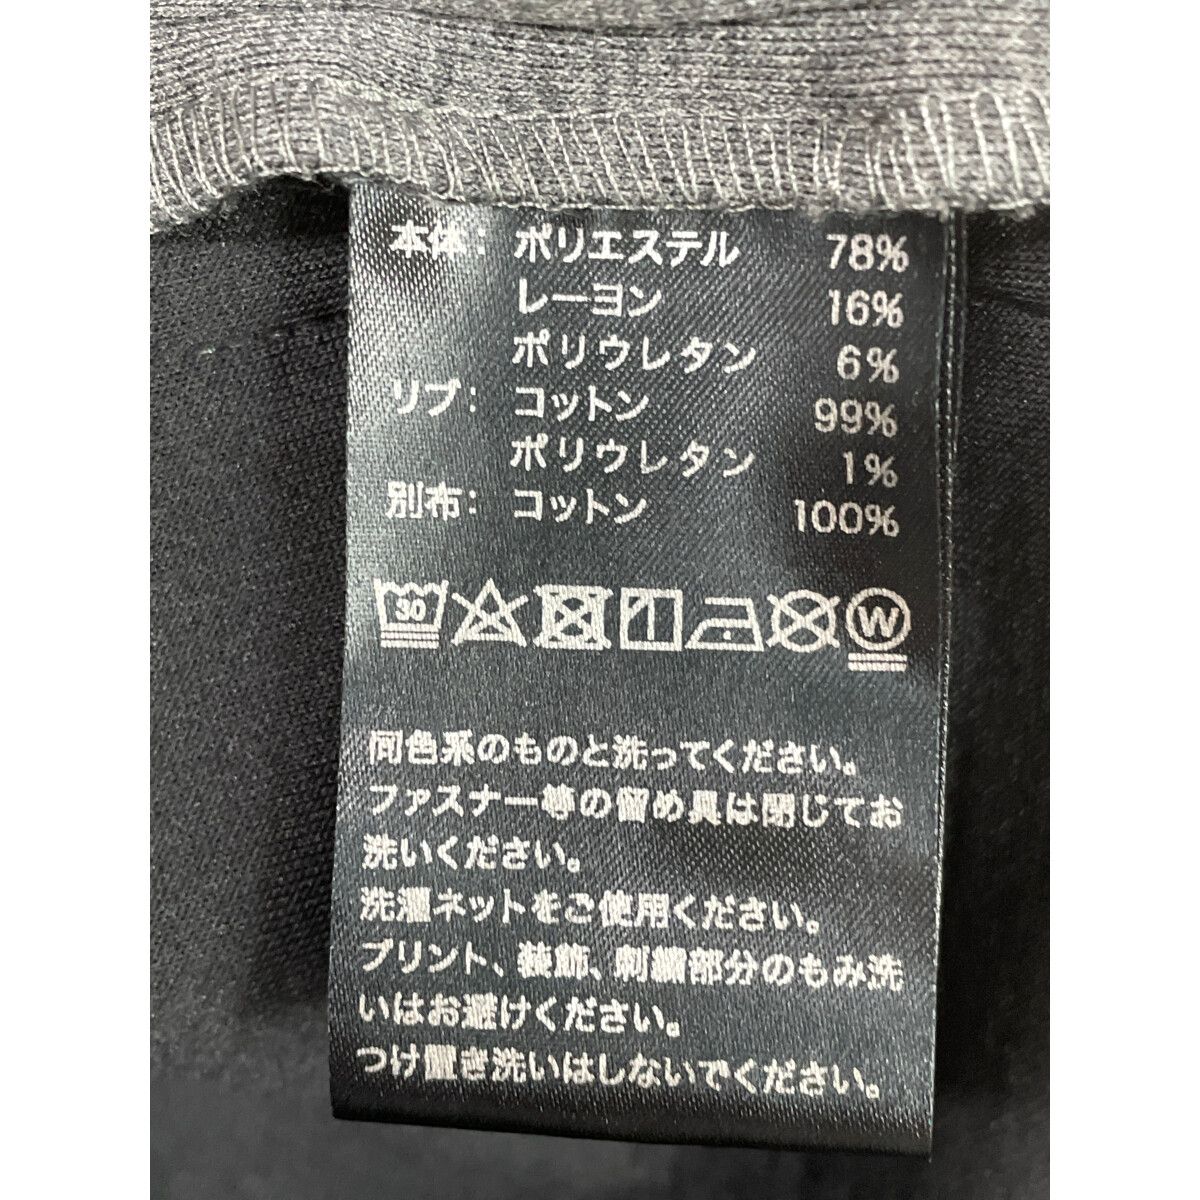 本体: ポリエステル 78%
レーヨン 16%
ポリウレタン 6%
リブ: コットン 99%
ポリウレタン 1%
別布: コットン 100%
30 W
同色系のものと洗ってください。
ファスナー等の留め具は閉じてお
洗いください。
洗濯ネットをご使用ください。
プリント、装飾、刺繍部分のもみ洗
いはお避けください。
つけ置き洗いはしないでください。